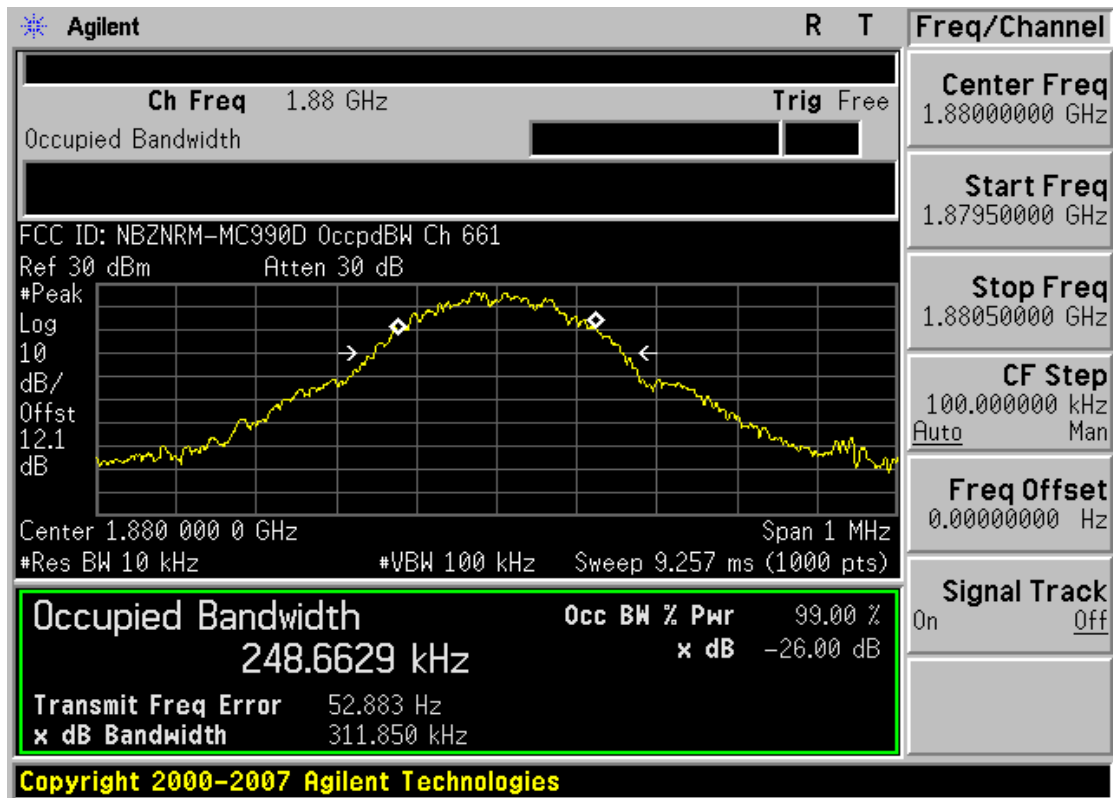 Agilent R T
Freq/Channel
Ch Freq 1.88 GHz Trig Free
Occupied Bandwidth
Center Freq
1.88000000 GHz
Start Freq
1.87950000 GHz
Stop Freq
1.88050000 GHz
CF Step
100.000000 kHz
Auto Man
Freq Offset
0.00000000 Hz
Signal Track
On Off
FCC ID: NBZNRM-MC990D OccpdBW Ch 661
Ref 30 dBm Atten 30 dB
#Peak
Log
10
dB/
Offst
12.1
dB
Center 1.880 000 0 GHz Span 1 MHz
#Res BW 10 kHz #VBW 100 kHz Sweep 9.257 ms (1000 pts)
Occupied Bandwidth
248.6629 kHz
Occ BW % Pwr 99.00 %
x dB -26.00 dB
Transmit Freq Error 52.883 Hz
x dB Bandwidth 311.850 kHz
Copyright 2000-2007 Agilent Technologies